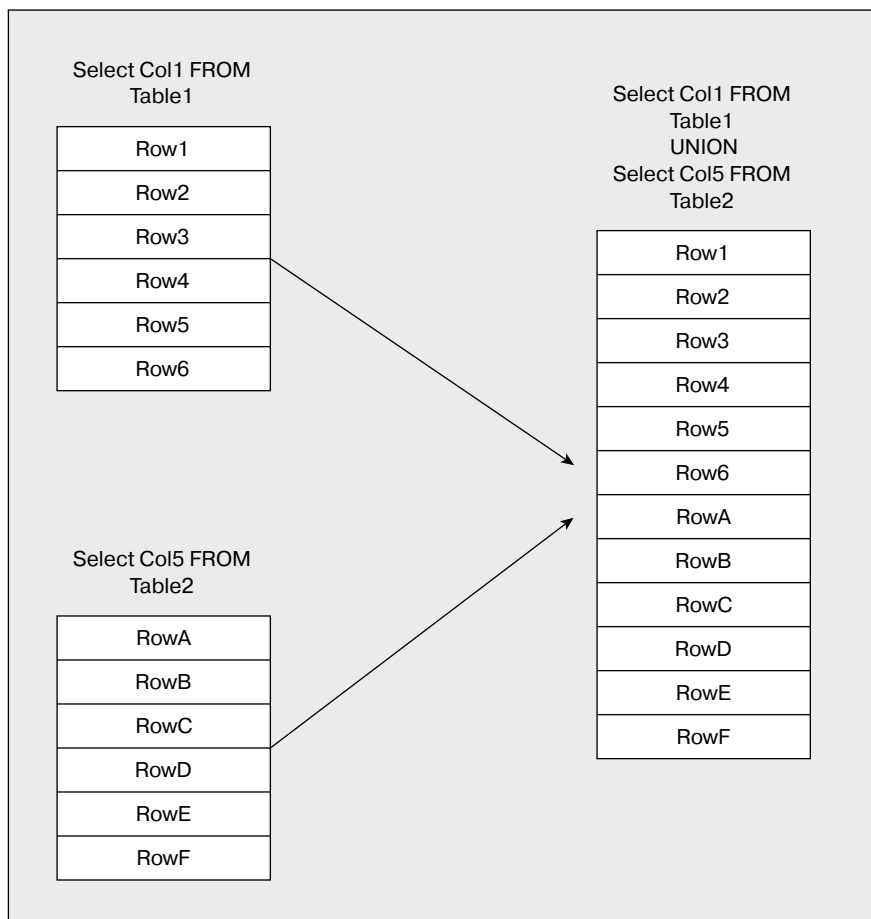 Select Col1 FROM
Table1
Row1
Row2
Row3
Row4
Row5
Row6
Select Col5 FROM
Table2
RowA
RowB
RowC
RowD
RowE
RowF
Select Col1 FROM
Table1
UNION
Select Col5 FROM
Table2
Row1
Row2
Row3
Row4
Row5
Row6
RowA
RowB
RowC
RowD
RowE
RowF